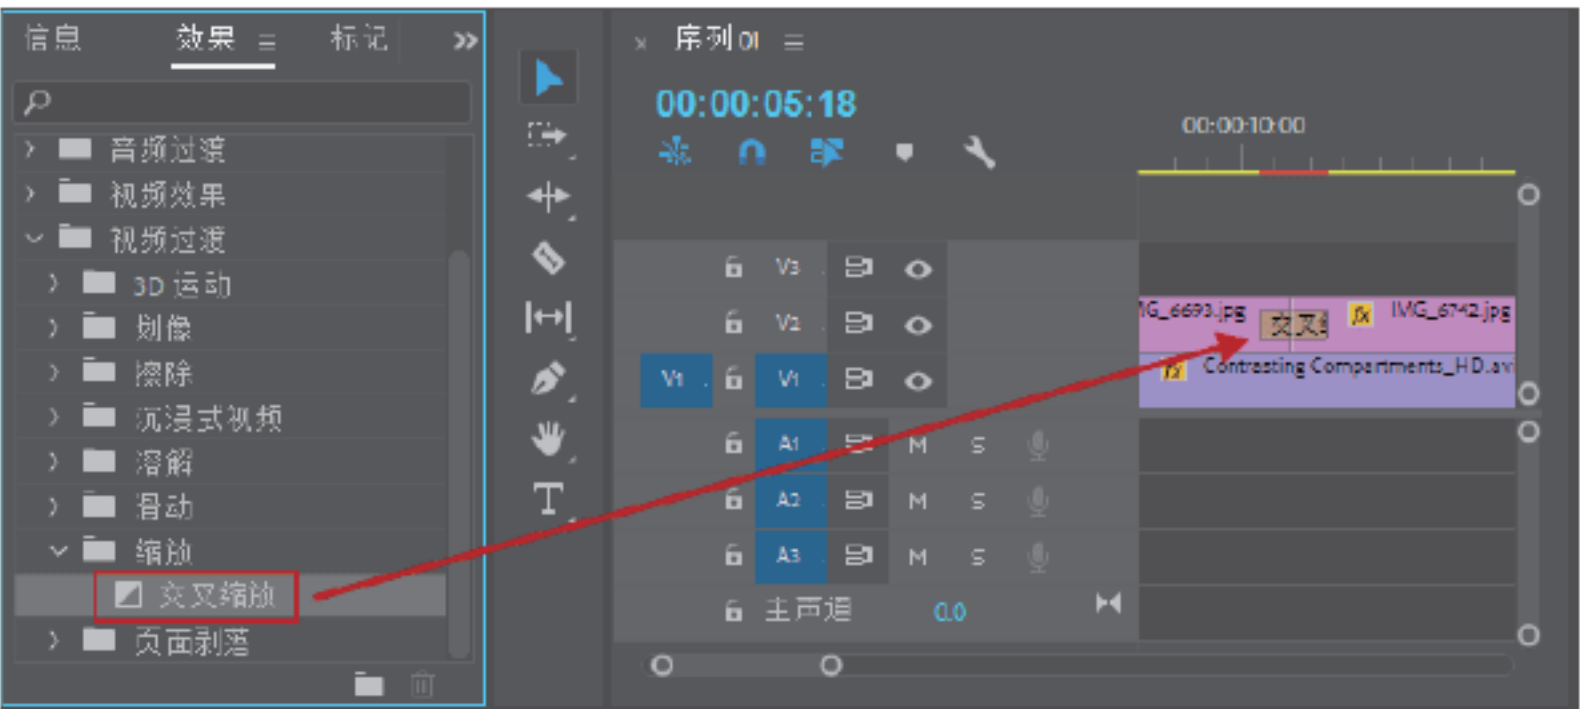 信息 效果 标记
音频过渡
视频效果
视频过渡
3D 运动
划像
擦除
沉浸式视频
溶解
滑动
缩放
交叉缩放
页面剥落
× 序列 01
00:00:05:18
00:00:10:00
V3
V2
V1 V1
A1 M S
A2 M S
A3 M S
主声道 0.0
IG_6693.jpg 交叉 fx IMG_6742.jpg
fx Contrasting Compartments_HD.avi